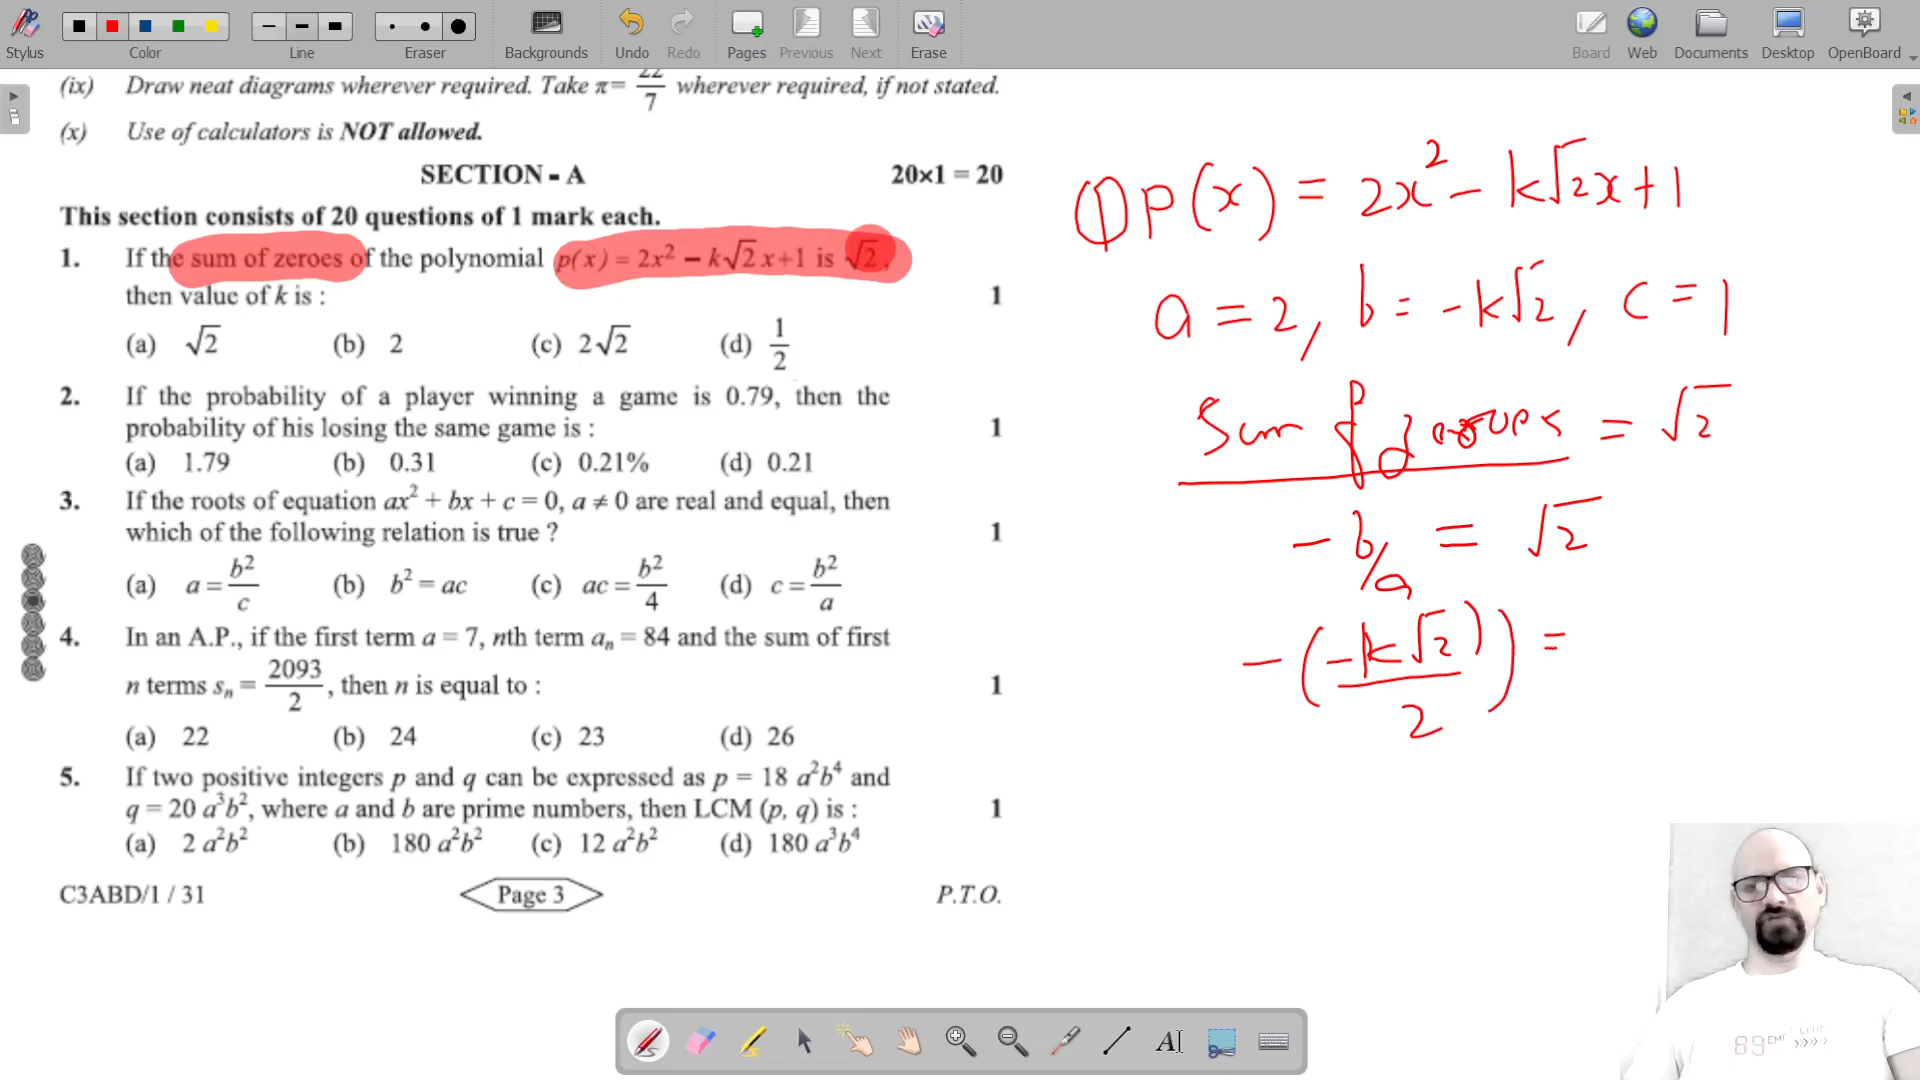 Stylus Color Line Eraser Backgrounds Undo Redo Pages Previous Next Erase Board Web Documents Desktop OpenBoard
(ix) Draw neat diagrams wherever required. Take π= 22/7 wherever required, if not stated.
(x) Use of calculators is NOT allowed.
SECTION - A 20×1 = 20
This section consists of 20 questions of 1 mark each.
1. If the sum of zeroes of the polynomial p(x) = 2x² − k√2 x+1 is √2,
then value of k is : 1
(a) √2 (b) 2 (c) 2√2 (d) 1/2
2. If the probability of a player winning a game is 0.79, then the
probability of his losing the same game is : 1
(a) 1.79 (b) 0.31 (c) 0.21% (d) 0.21
3. If the roots of equation ax² + bx + c = 0, a ≠ 0 are real and equal, then
which of the following relation is true ? 1
(a) a = b²/c (b) b² = ac (c) ac = b²/4 (d) c = b²/a
4. In an A.P., if the first term a = 7, nth term aₙ = 84 and the sum of first
n terms sₙ = 2093/2, then n is equal to : 1
(a) 22 (b) 24 (c) 23 (d) 26
5. If two positive integers p and q can be expressed as p = 18 a²b⁴ and
q = 20 a³b², where a and b are prime numbers, then LCM (p, q) is : 1
(a) 2 a²b² (b) 180 a²b² (c) 12 a²b² (d) 180 a³b⁴
C3ABD/1 / 31 Page 3 P.T.O.
① p(x) = 2x² − k√2x + 1
a = 2, b = -k√2, c = 1
Sum of = √2
-b/a = √2
-(-k√2)/2) =
89